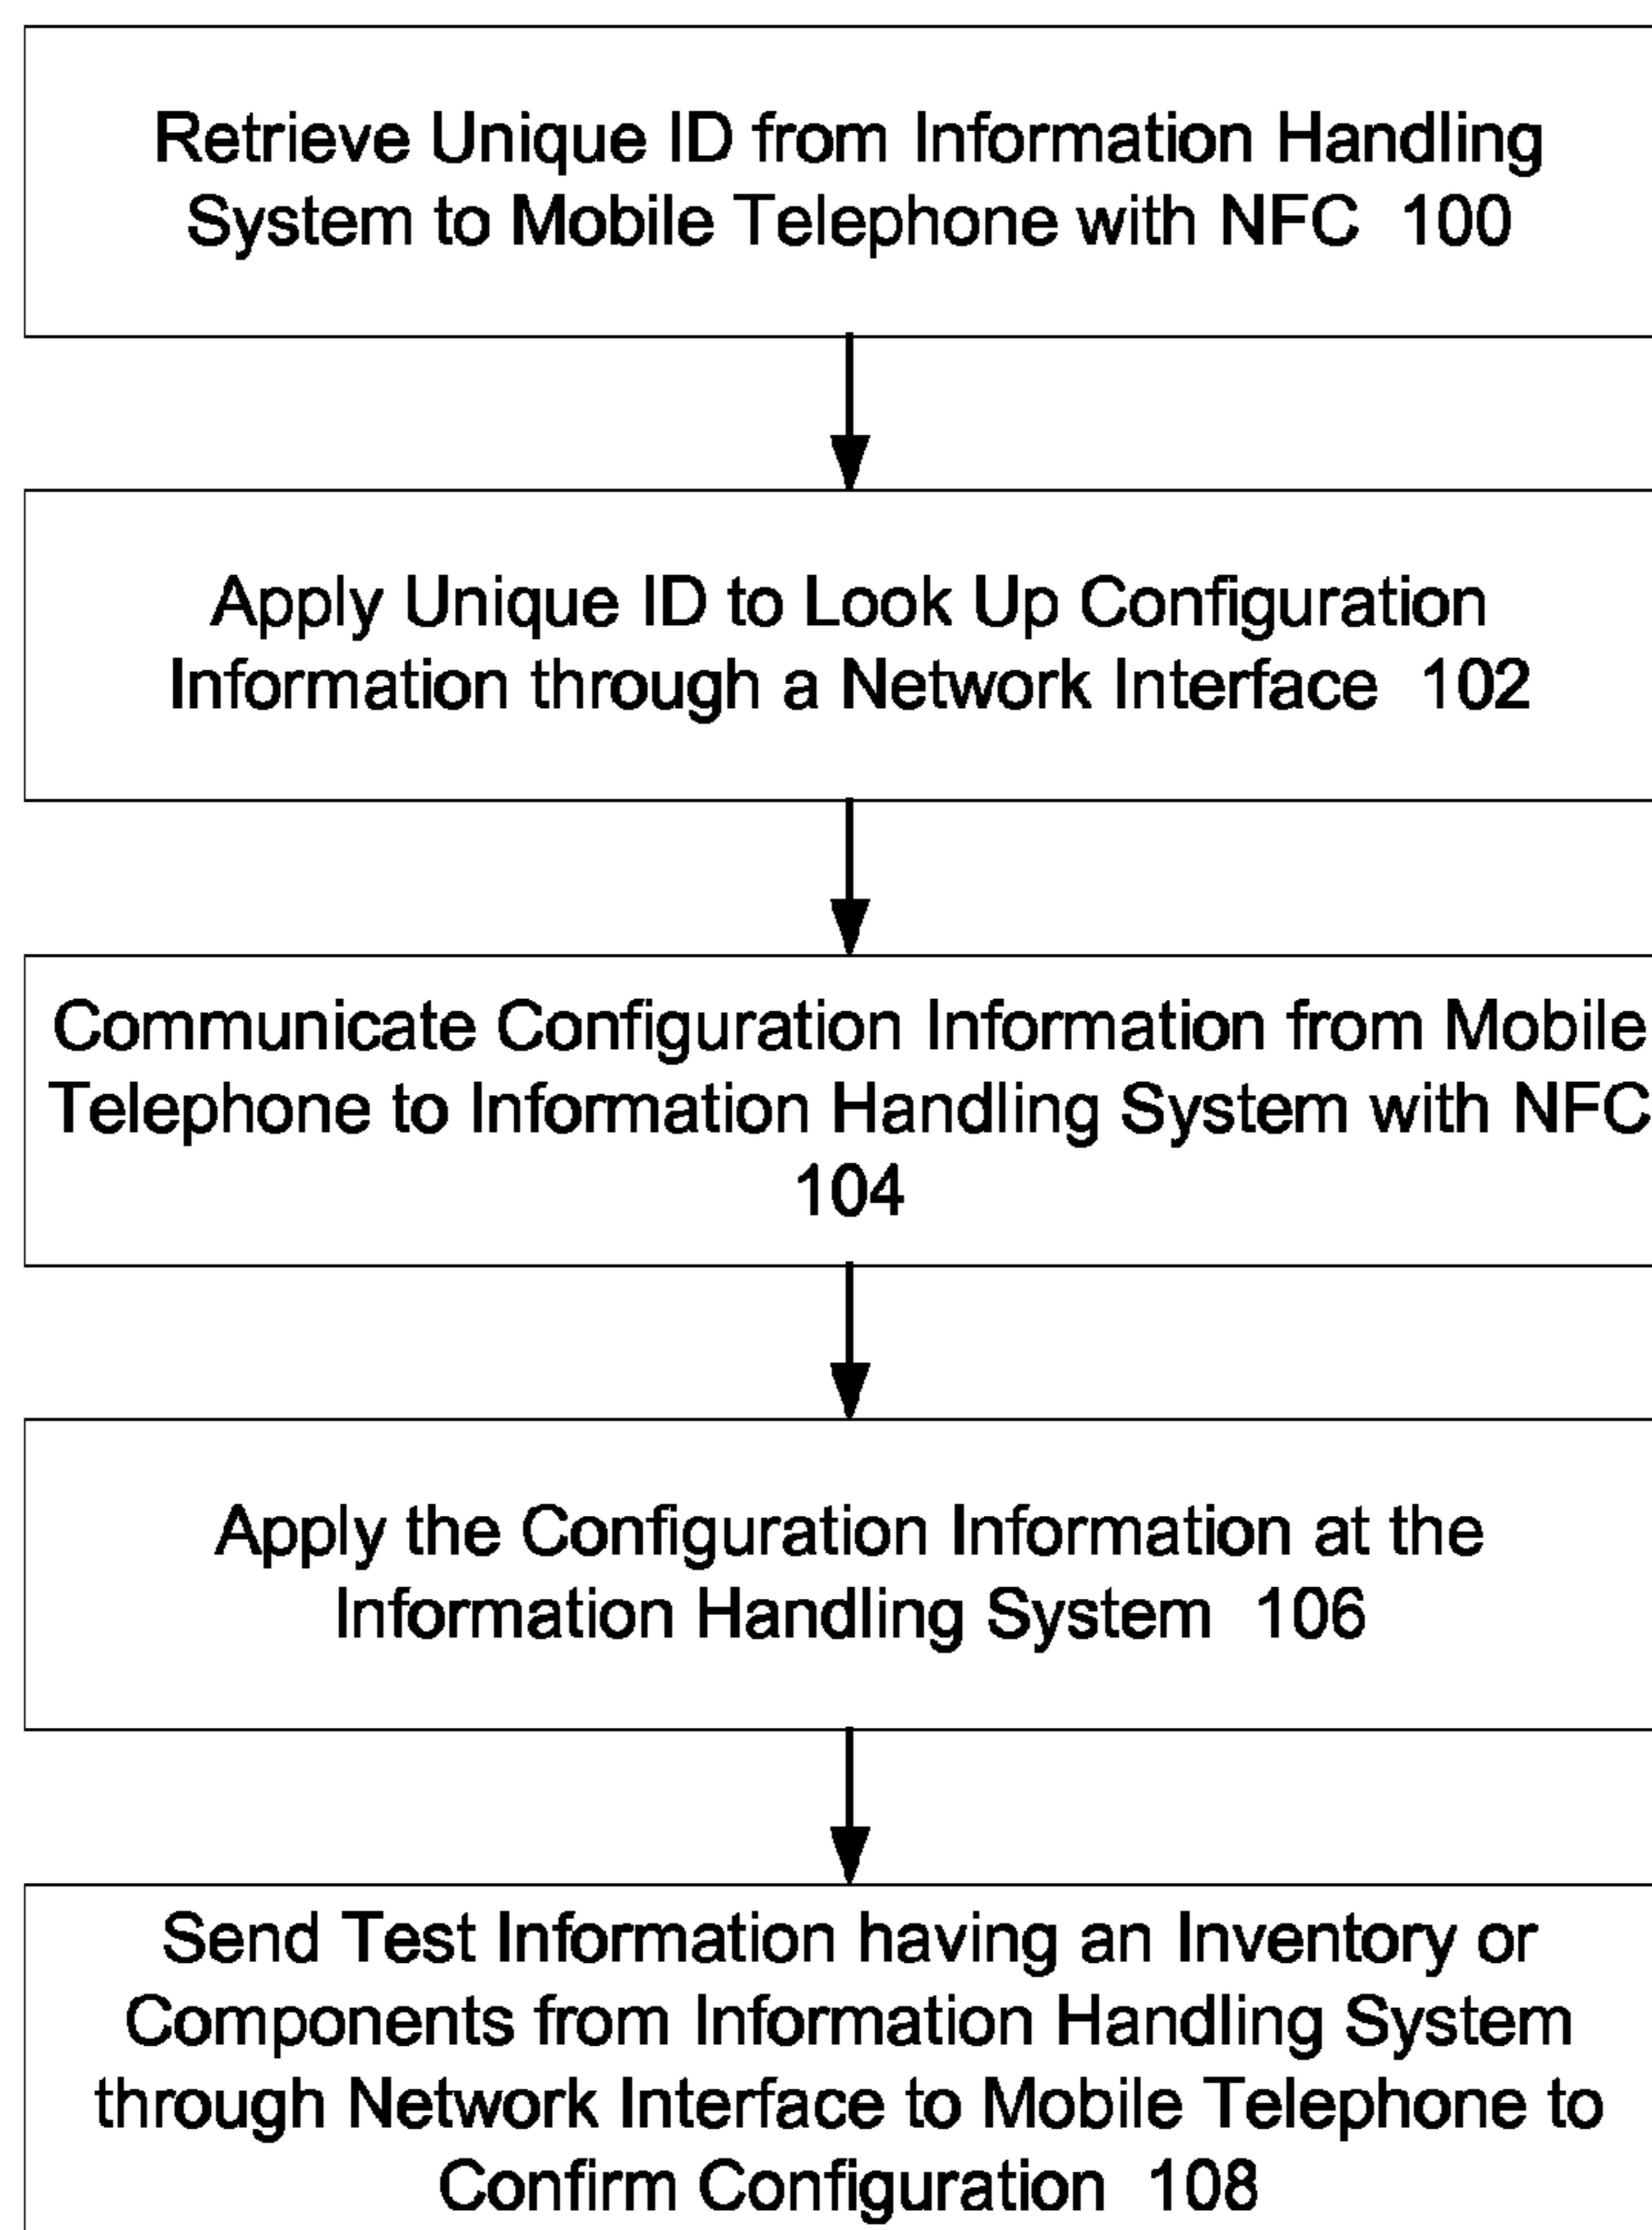 Retrieve Unique ID from Information Handling
System to Mobile Telephone with NFC 100
Apply Unique ID to Look Up Configuration
Information through a Network Interface 102
Communicate Configuration Information from Mobile
Telephone to Information Handling System with NFC
104
Apply the Configuration Information at the
Information Handling System 106
Send Test Information having an Inventory or
Components from Information Handling System
through Network Interface to Mobile Telephone to
Confirm Configuration 108